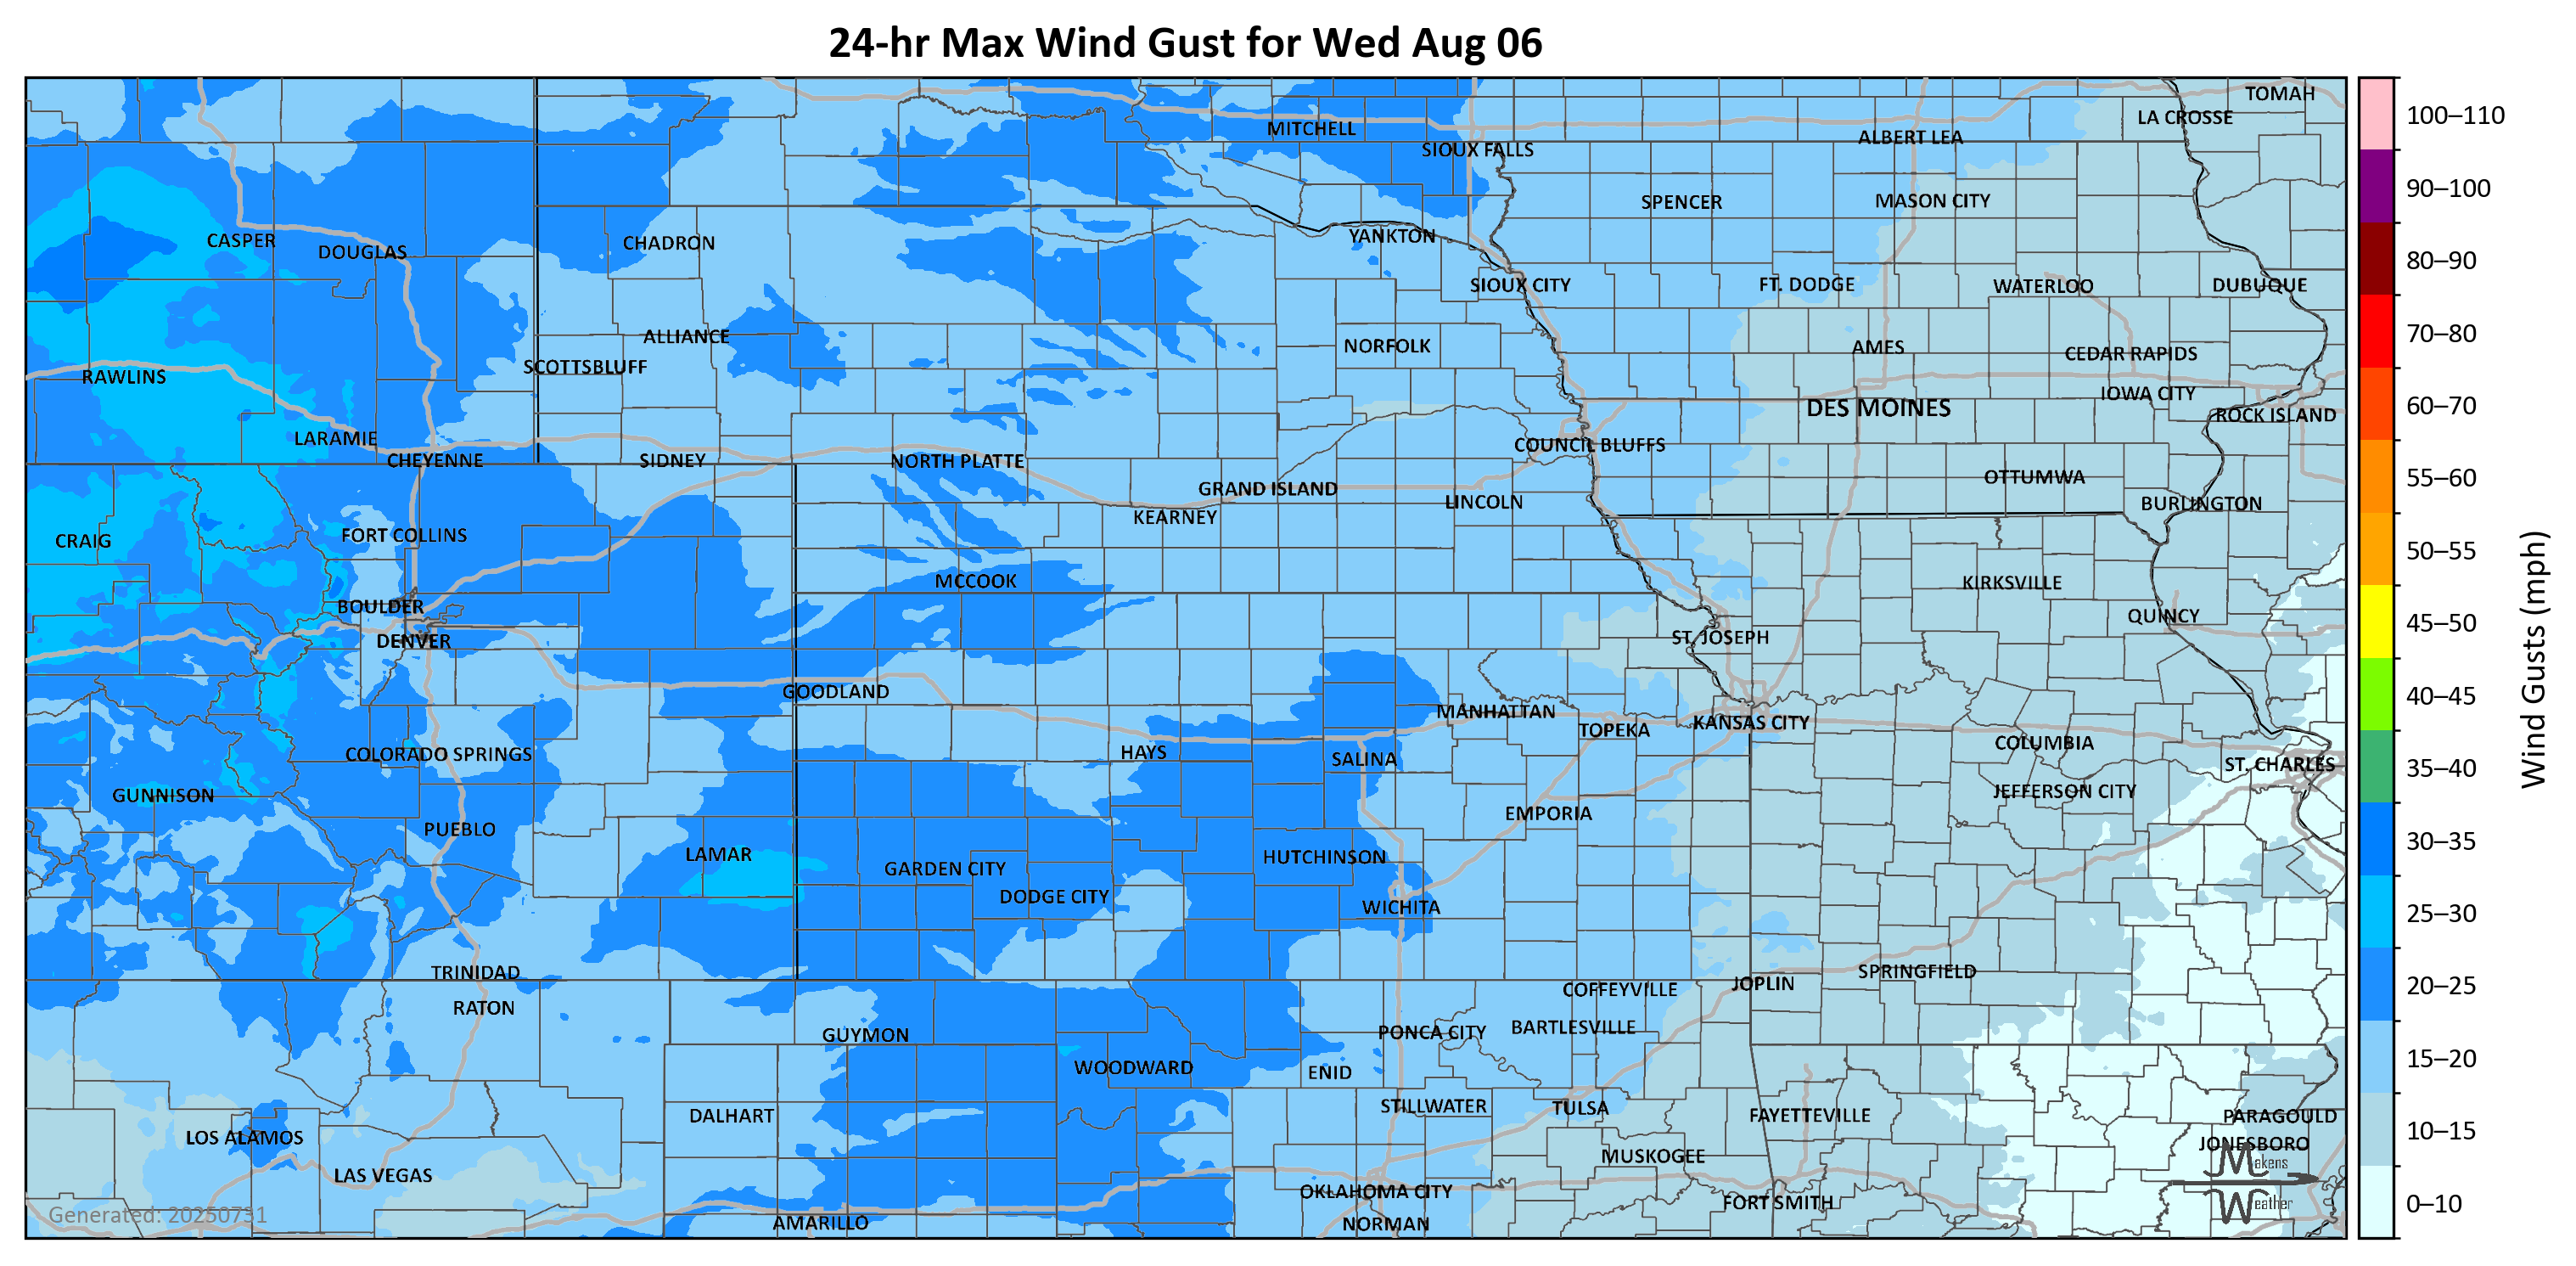 24-hr Max Wind Gust for Wed Aug 06
TOMAH
LA CROSSE
MITCHELL
ALBERT LEA
SIOUX FALLS
SPENCER
MASON CITY
CASPER
DOUGLAS
CHADRON
YANKTON
SIOUX CITY
FT. DODGE
WATERLOO
DUBUQUE
ALLIANCE
NORFOLK
AMES
CEDAR RAPIDS
SCOTTSBLUFF
RAWLINS
IOWA CITY
DES MOINES
ROCK ISLAND
LARAMIE
COUNCIL BLUFFS
CHEYENNE
SIDNEY
NORTH PLATTE
OTTUMWA
GRAND ISLAND
LINCOLN
BURLINGTON
KEARNEY
FORT COLLINS
CRAIG
MCCOOK
KIRKSVILLE
BOULDER
QUINCY
DENVER
ST. JOSEPH
GOODLAND
MANHATTAN
TOPEKA
KANSAS CITY
COLUMBIA
COLORADO SPRINGS
HAYS
SALINA
ST. CHARLES
GUNNISON
JEFFERSON CITY
EMPORIA
PUEBLO
LAMAR
HUTCHINSON
GARDEN CITY
DODGE CITY
WICHITA
TRINIDAD
SPRINGFIELD
JOPLIN
COFFEYVILLE
RATON
GUYMON
PONCA CITY
BARTLESVILLE
WOODWARD
ENID
STILLWATER
TULSA
DALHART
FAYETTEVILLE
PARAGOULD
LOS ALAMOS
JONESBORO
MUSKOGEE
LAS VEGAS
OKLAHOMA CITY
FORT SMITH
AMARILLO
NORMAN
Generated: 20250731
Makens
Weather
100–110
90–100
80–90
70–80
60–70
55–60
50–55
45–50
40–45
35–40
30–35
25–30
20–25
15–20
10–15
0–10
Wind Gusts (mph)